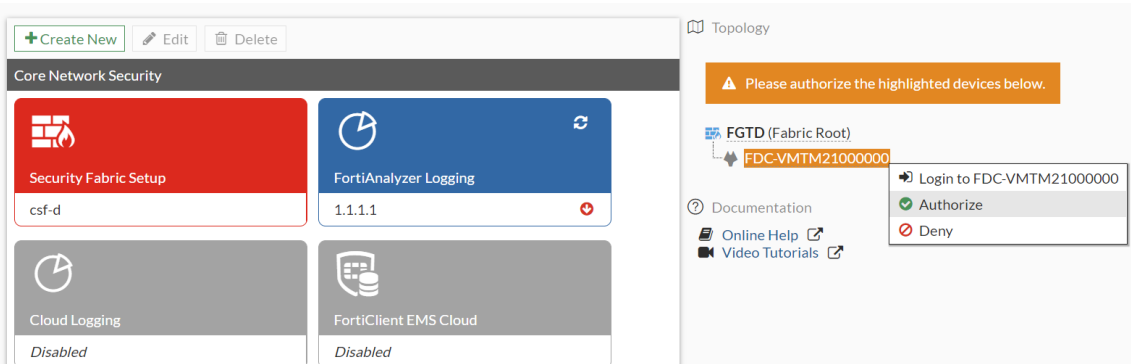 Create New Edit Delete
Core Network Security
Security Fabric Setup
csf-d
FortiAnalyzer Logging
1.1.1.1
Cloud Logging
Disabled
FortiClient EMS Cloud
Disabled
Topology
Please authorize the highlighted devices below.
FGTD (Fabric Root)
FDC-VMTM21000000
Login to FDC-VMTM21000000
Authorize
Deny
Documentation
Online Help
Video Tutorials